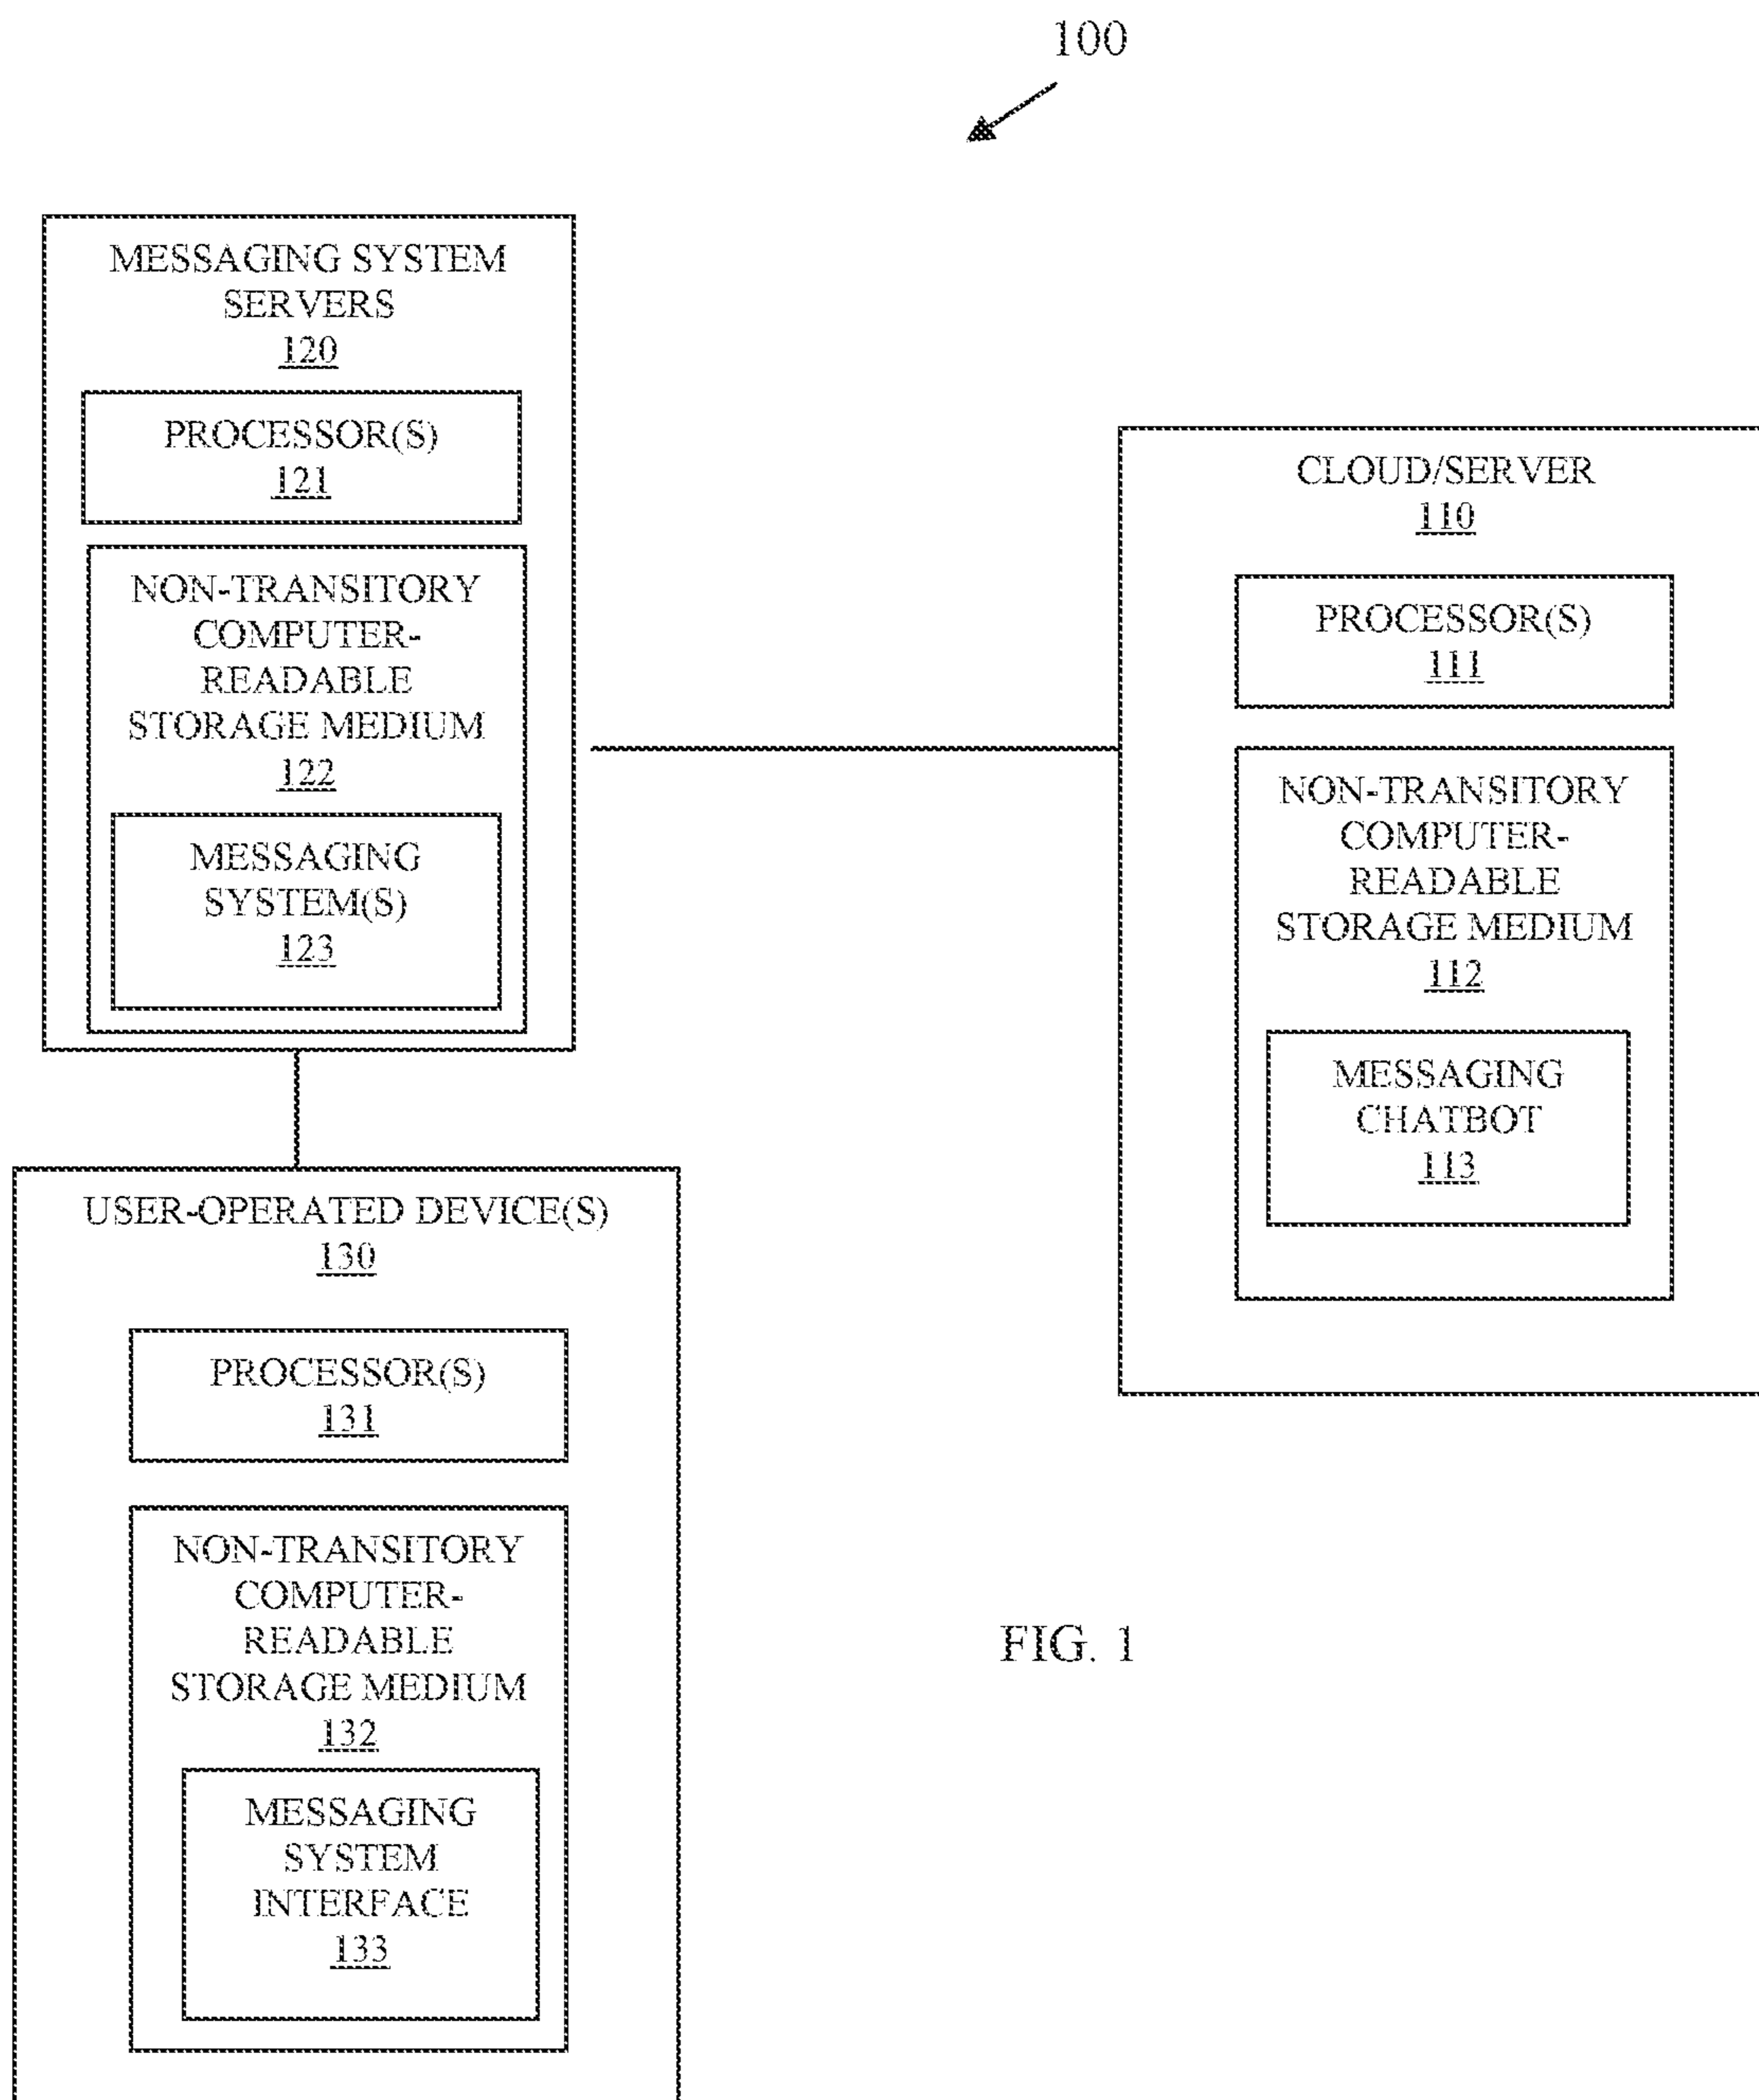 100
MESSAGING SYSTEM
SERVERS
120
PROCESSOR(S)
121
NON-TRANSITORY
COMPUTER-
READABLE
STORAGE MEDIUM
122
MESSAGING
SYSTEM(S)
123
CLOUD/SERVER
110
PROCESSOR(S)
111
NON-TRANSITORY
COMPUTER-
READABLE
STORAGE MEDIUM
112
MESSAGING
CHATBOT
113
USER-OPERATED DEVICE(S)
130
PROCESSOR(S)
131
NON-TRANSITORY
COMPUTER-
READABLE
STORAGE MEDIUM
132
MESSAGING
SYSTEM
INTERFACE
133
FIG. 1